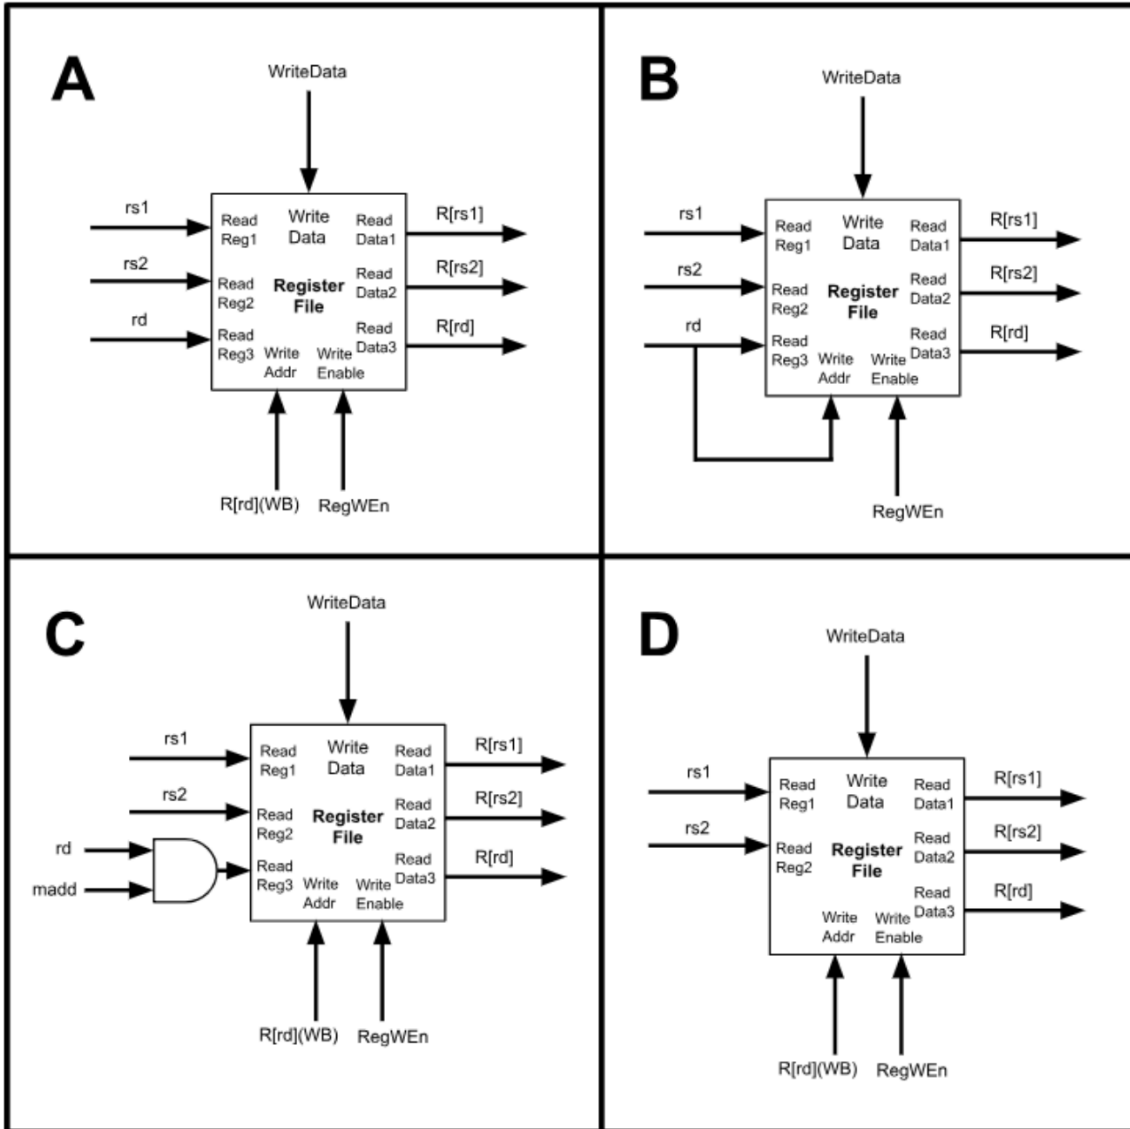 A
WriteData
rs1
rs2
rd
Read
Reg1
Read
Reg2
Read
Reg3
Write
Data
Register
File
Write
Addr
Write
Enable
Read
Data1
Read
Data2
Read
Data3
R[rs1]
R[rs2]
R[rd]
R[rd](WB)
RegWEn
B
WriteData
rs1
rs2
rd
Read
Reg1
Read
Reg2
Read
Reg3
Write
Data
Register
File
Write
Addr
Write
Enable
Read
Data1
Read
Data2
Read
Data3
R[rs1]
R[rs2]
R[rd]
RegWEn
C
WriteData
rs1
rs2
rd
madd
Read
Reg1
Read
Reg2
Read
Reg3
Write
Data
Register
File
Write
Addr
Write
Enable
Read
Data1
Read
Data2
Read
Data3
R[rs1]
R[rs2]
R[rd]
R[rd](WB)
RegWEn
D
WriteData
rs1
rs2
Read
Reg1
Read
Reg2
Write
Data
Register
File
Write
Addr
Write
Enable
Read
Data1
Read
Data2
Read
Data3
R[rs1]
R[rs2]
R[rd]
R[rd](WB)
RegWEn